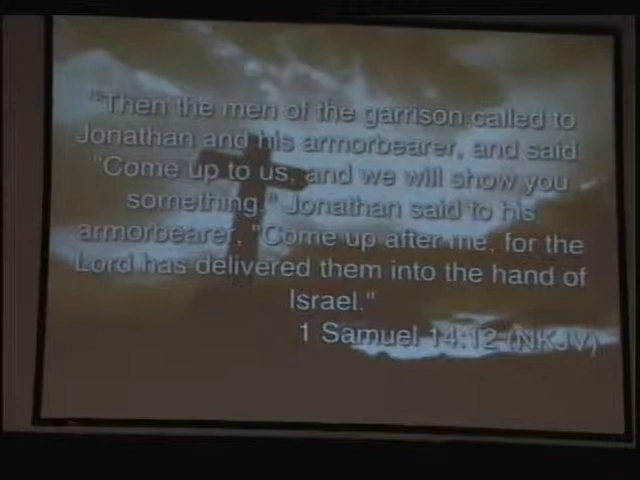 "Then the men of the garrison called to
Jonathan and his armorbearer, and said
"Come up to us, and we will show you
something." Jonathan said to his
armorbearer, "Come up after me, for the
Lord has delivered them into the hand of
Israel."
1 Samuel 14:12 (NKJV)